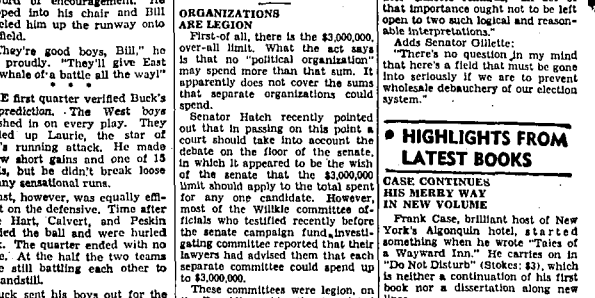 ped into his chair and Bill
eled him up the runway onto
field.
They're good boys, Bill," he
proudly. "They'll give East
whale of a battle all the way!"
E first quarter verified Buck's
prediction. The West boys
shed in on every play. They
led up Laurie, the star of
's running attack. He made
w short gains and one of 15
s, but he didn't break loose
any sensational runs.
ast, however, was equally effi-
t on the defensive. Time after
e Hart, Calvert, and Peskin
led the ball and were hurled
k. The quarter ended with no
e. At the half the two teams
e still battling each other to
andstill.
uck sent his boys out for the
ORGANIZATIONS
ARE LEGION
First-of all, there is the $3,000,000,
over-all limit. What the act says
is that no "political organization"
may spend more than that sum. It
apparently does not cover the sums
that separate organizations could
spend.
Senator Hatch recently pointed
out that in passing on this point a
court should take into account the
debate on the floor of the senate,
in which it appeared to be the wish
of the senate that the $3,000,000
limit should apply to the total spent
for any one candidate. However,
most of the Willkie committee of-
ficials who testified recently before
the senate campaign fund investi-
gating committee reported that their
lawyers had advised them that each
separate committee could spend up
to $3,000,000.
These committees were legion, on
that importance ought not to be left
open to two such logical and reason-
able interpretations."
Adds Senator Gillette:
"There's no question in my mind
that here's a field that must be gone
into seriously if we are to prevent
wholesale debauchery of our election
system."
• HIGHLIGHTS FROM
LATEST BOOKS
CASE CONTINUES
HIS MERRY WAY
IN NEW VOLUME
Frank Case, brilliant host of New
York's Algonquin hotel, started
something when he wrote "Tales of
a Wayward Inn." He carries on in
"Do Not Disturb" (Stokes: $3), which
is neither a continuation of his first
book nor a dissertation along new